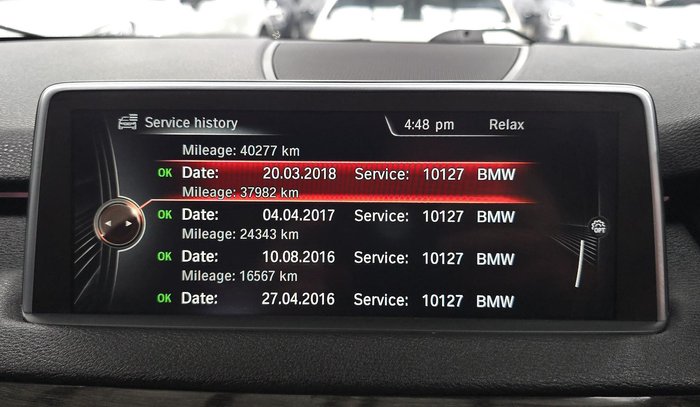 Service history
4:48 pm
Relax
Mileage: 40277 km
OK Date: 20.03.2018 Service: 10127 BMW
Mileage: 37982 km
OK Date: 04.04.2017 Service: 10127 BMW
Mileage: 24343 km
OK Date: 10.08.2016 Service: 10127 BMW
Mileage: 16567 km
OK Date: 27.04.2016 Service: 10127 BMW
OPT